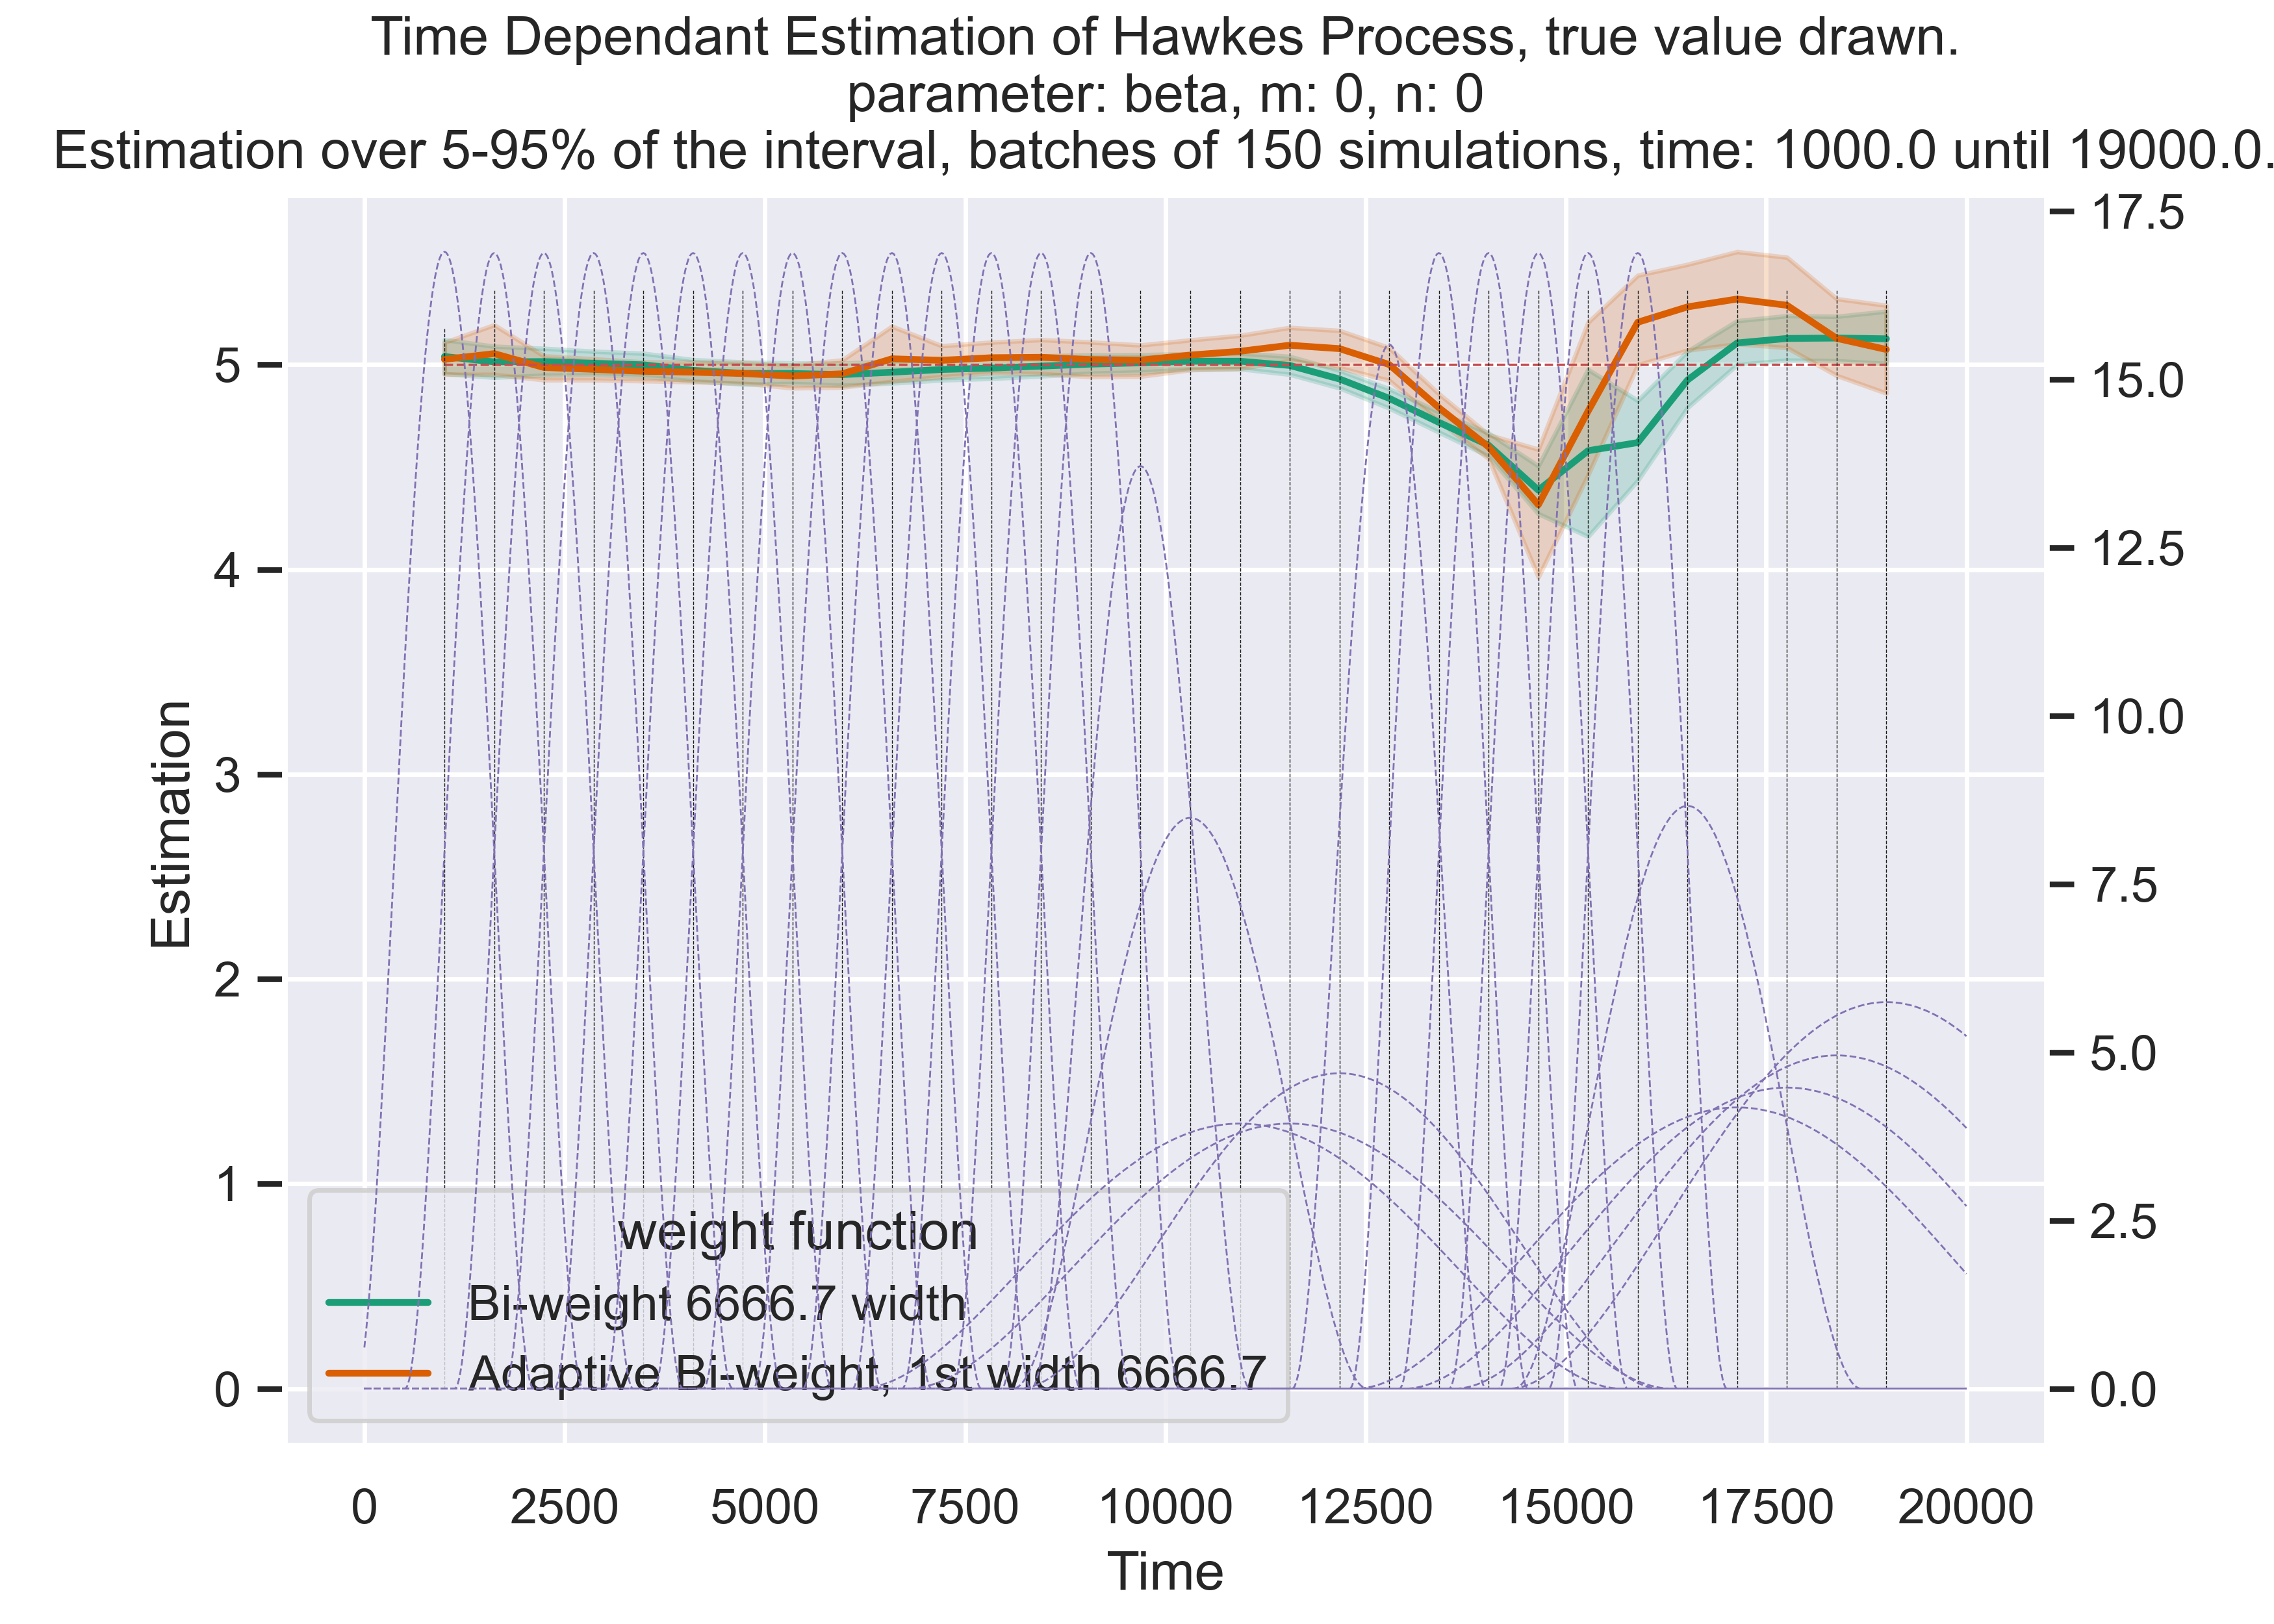 Time Dependant Estimation of Hawkes Process, true value drawn.
parameter: beta, m: 0, n: 0
Estimation over 5-95% of the interval, batches of 150 simulations, time: 1000.0 until 19000.0.
17.5
5
15.0
4
12.5
10.0
3
Estimation
7.5
2
5.0
1
2.5
weight function
Bi-weight 6666.7 width
Adaptive Bi-weight, 1st width 6666.7
0
0.0
0 2500 5000 7500 10000 12500 15000 17500 20000
Time